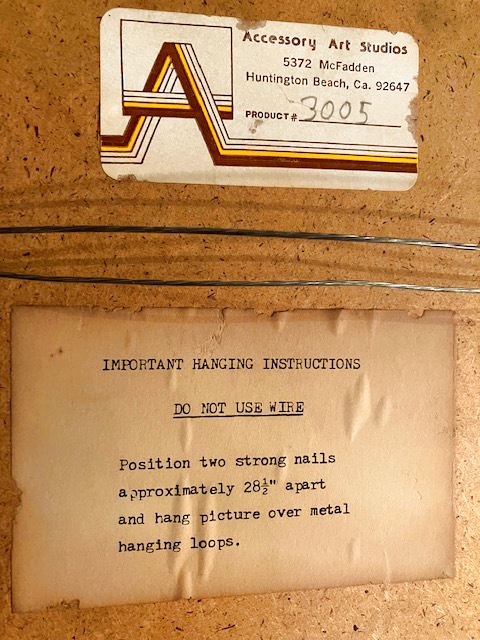 Accessory Art Studios
5372 McFadden
Huntington Beach, Ca. 92647
PRODUCT# 3005
IMPORTANT HANGING INSTRUCTIONS
DO NOT USE WIRE
Position two strong nails
approximately 28½" apart
and hang picture over metal
hanging loops.